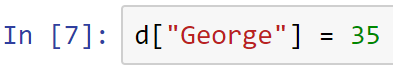 In [7]: d["George"] = 35